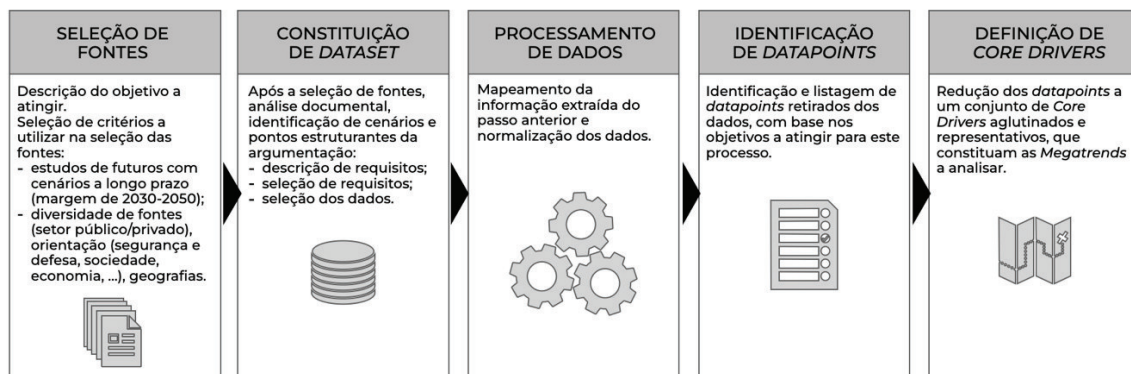 SELEÇÃO DE
FONTES
Descrição do objetivo a
atingir.
Seleção de critérios a
utilizar na seleção das
fontes:
- estudos de futuros com
cenários a longo prazo
(margem de 2030-2050);
- diversidade de fontes
(setor público/privado),
orientação (segurança e
defesa, sociedade,
economia, ...), geografias.
CONSTITUIÇÃO
DE DATASET
Após a seleção de fontes,
análise documental,
identificação de cenários e
pontos estruturantes da
argumentação:
- descrição de requisitos;
- seleção de requisitos;
- seleção dos dados.
PROCESSAMENTO
DE DADOS
Mapeamento da
informação extraída do
passo anterior e
normalização dos dados.
IDENTIFICAÇÃO
DE DATAPOINTS
Identificação e listagem de
datapoints retirados dos
dados, com base nos
objetivos a atingir para este
processo.
DEFINIÇÃO DE
CORE DRIVERS
Redução dos datapoints a
um conjunto de Core
Drivers aglutinados e
representativos, que
constituam as Megatrends
a analisar.